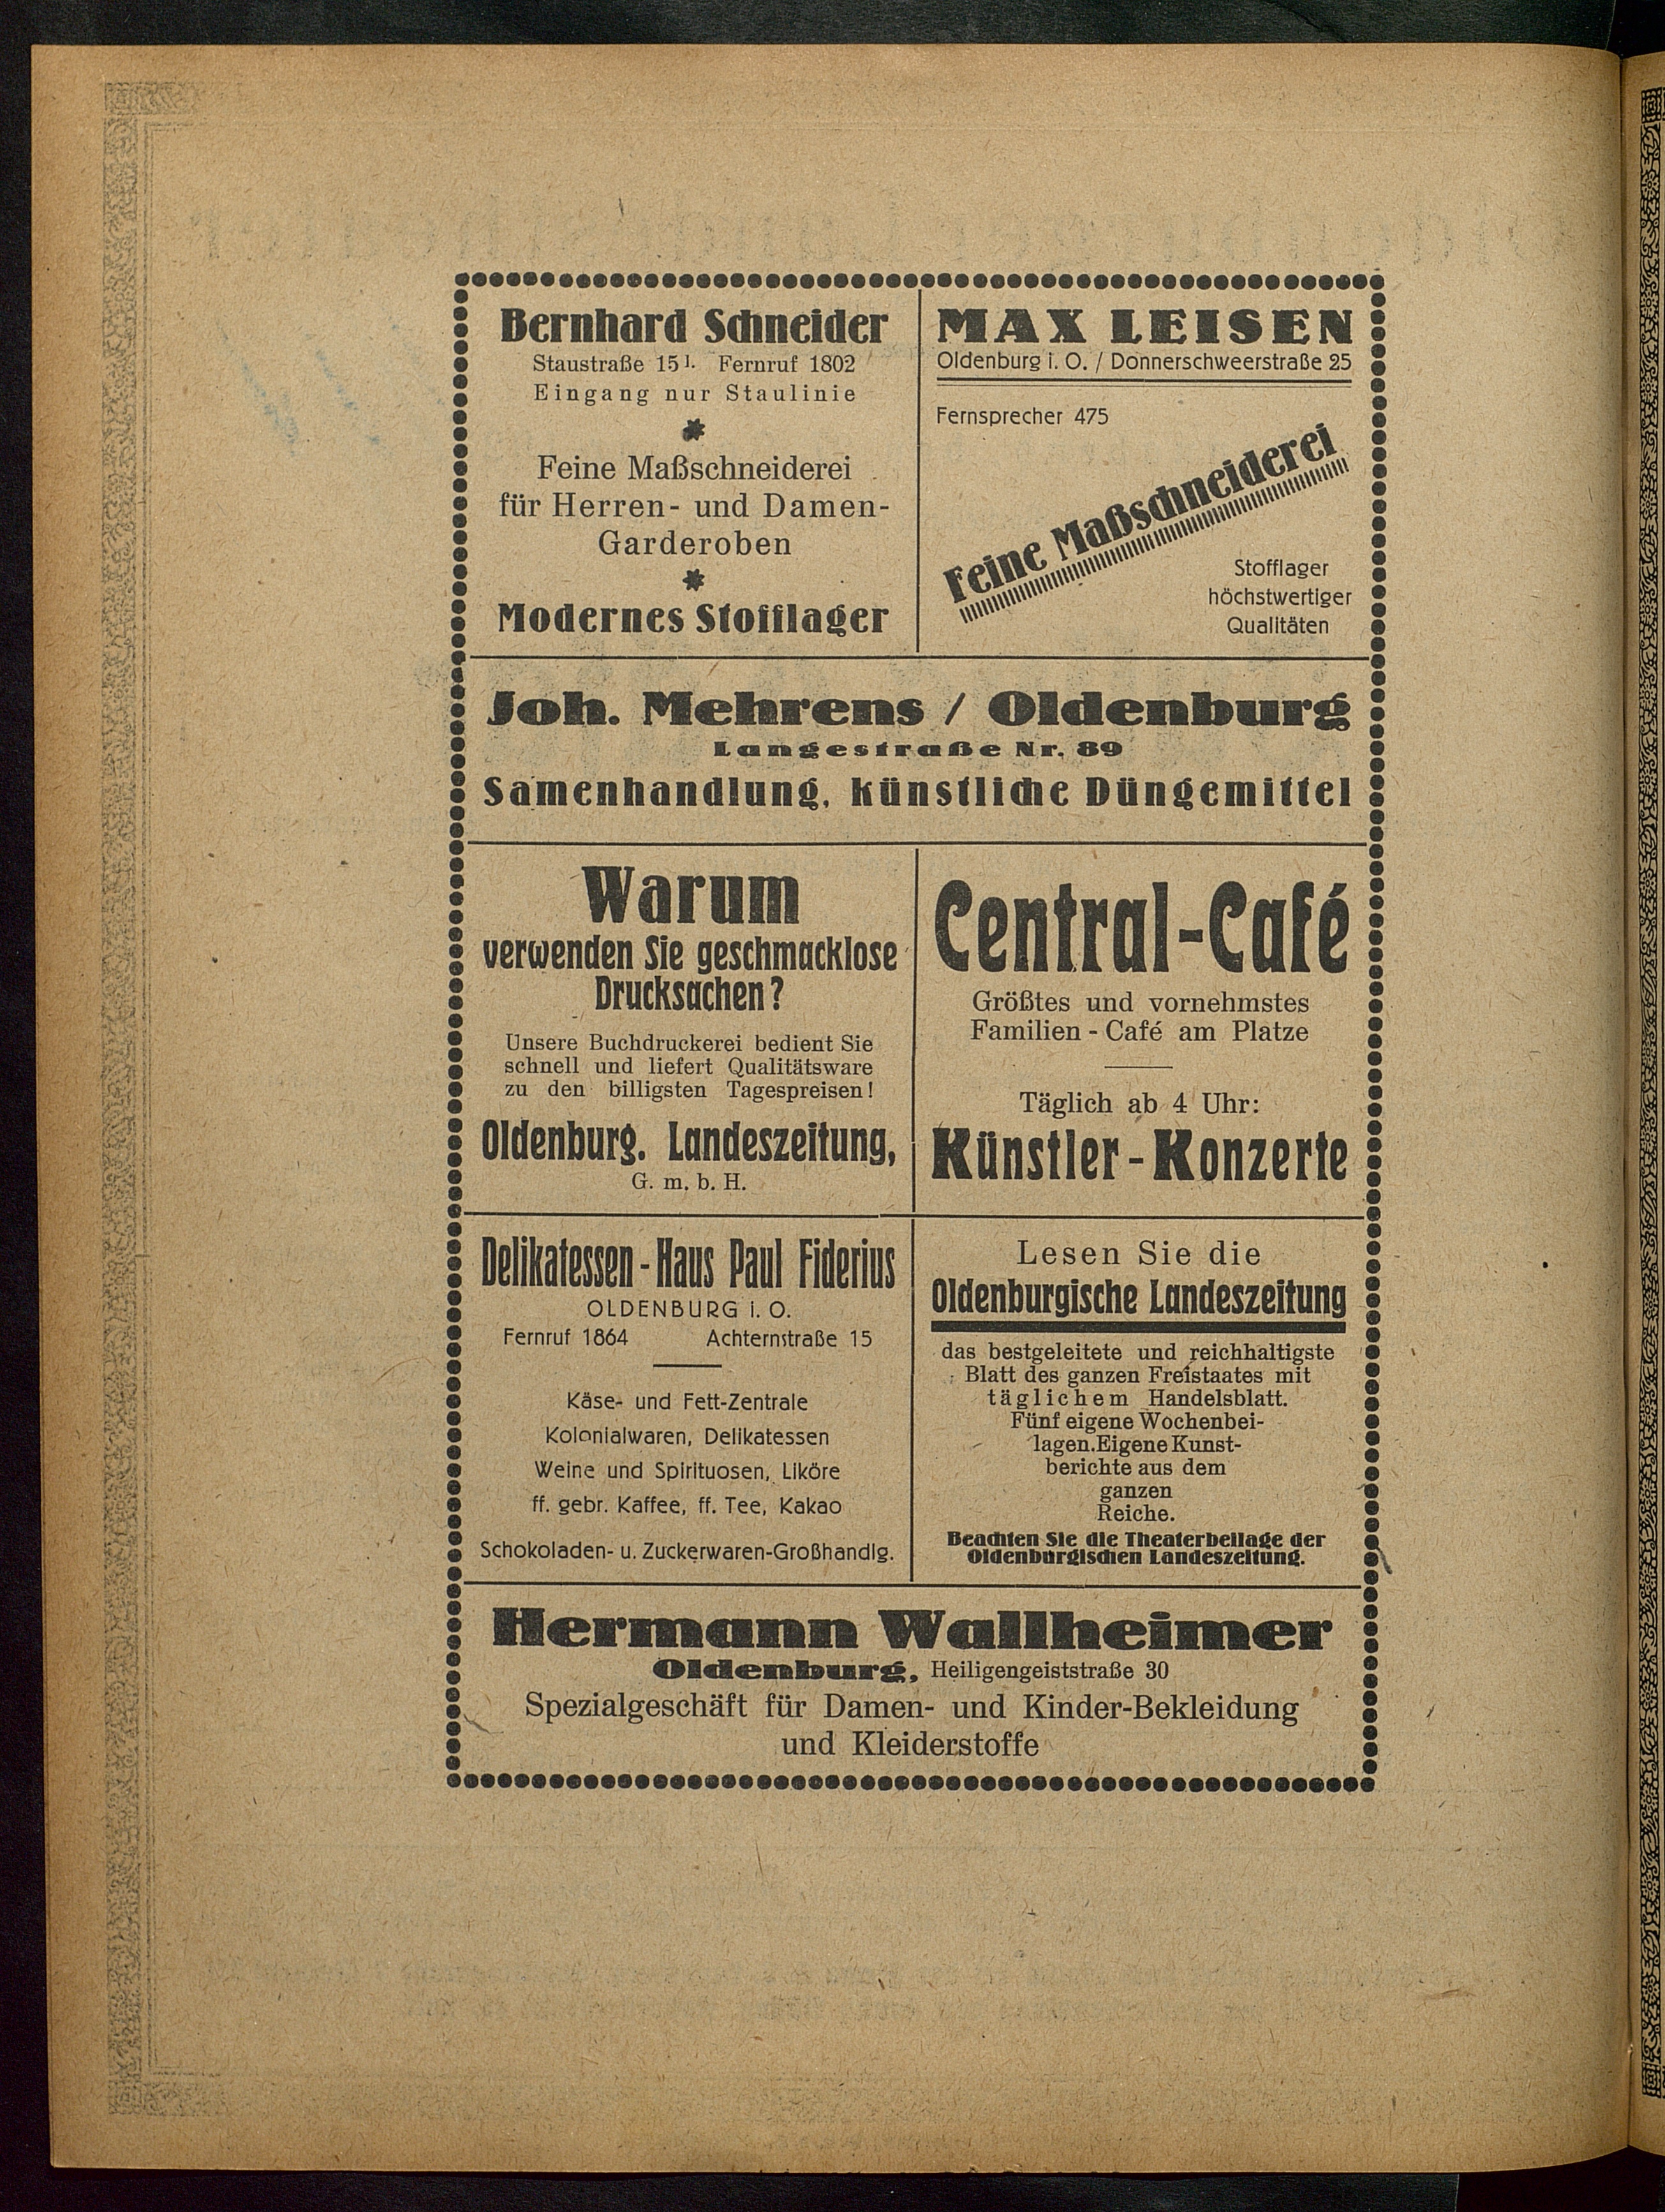 Bernhard Schneider
Staustraße 15 I. Fernruf 1802
Eingang nur Staulinie
Feine Maßschneiderei
für Herren- und Damen-
Garderoben
Modernes Stofflager
MAX LEISEN
Oldenburg i. O. / Donnerschweerstraße 25
Fernsprecher 475
Feine Maßschneiderei
Stofflager
höchstwertiger
Qualitäten
Joh. Mehrens / Oldenburg
Langestraße Nr. 89
Samenhandlung, künstliche Düngemittel
Warum
verwenden Sie geschmacklose
Drucksachen?
Unsere Buchdruckerei bedient Sie
schnell und liefert Qualitätsware
zu den billigsten Tagespreisen!
Oldenburg. Landeszeitung,
G. m. b. H.
Central-Café
Größtes und vornehmstes
Familien-Café am Platze
Täglich ab 4 Uhr:
Künstler-Konzerte
Delikatessen-Haus Paul Fiderius
OLDENBURG i. O.
Fernruf 1864 Achternstraße 15
Käse- und Fett-Zentrale
Kolonialwaren, Delikatessen
Weine und Spirituosen, Liköre
ff. gebr. Kaffee, ff. Tee, Kakao
Schokoladen- u. Zuckerwaren-Großhandlg.
Lesen Sie die
Oldenburgische Landeszeitung
das bestgeleitete und reichhaltigste
Blatt des ganzen Freistaates mit
täglichem Handelsblatt.
Fünf eigene Wochenbei-
lagen. Eigene Kunst-
berichte aus dem
ganzen
Reiche.
Beachten Sie die Theaterbeilage der
Oldenburgischen Landeszeitung.
Hermann Wallheimer
Oldenburg, Heiligengeiststraße 30
Spezialgeschäft für Damen- und Kinder-Bekleidung
und Kleiderstoffe